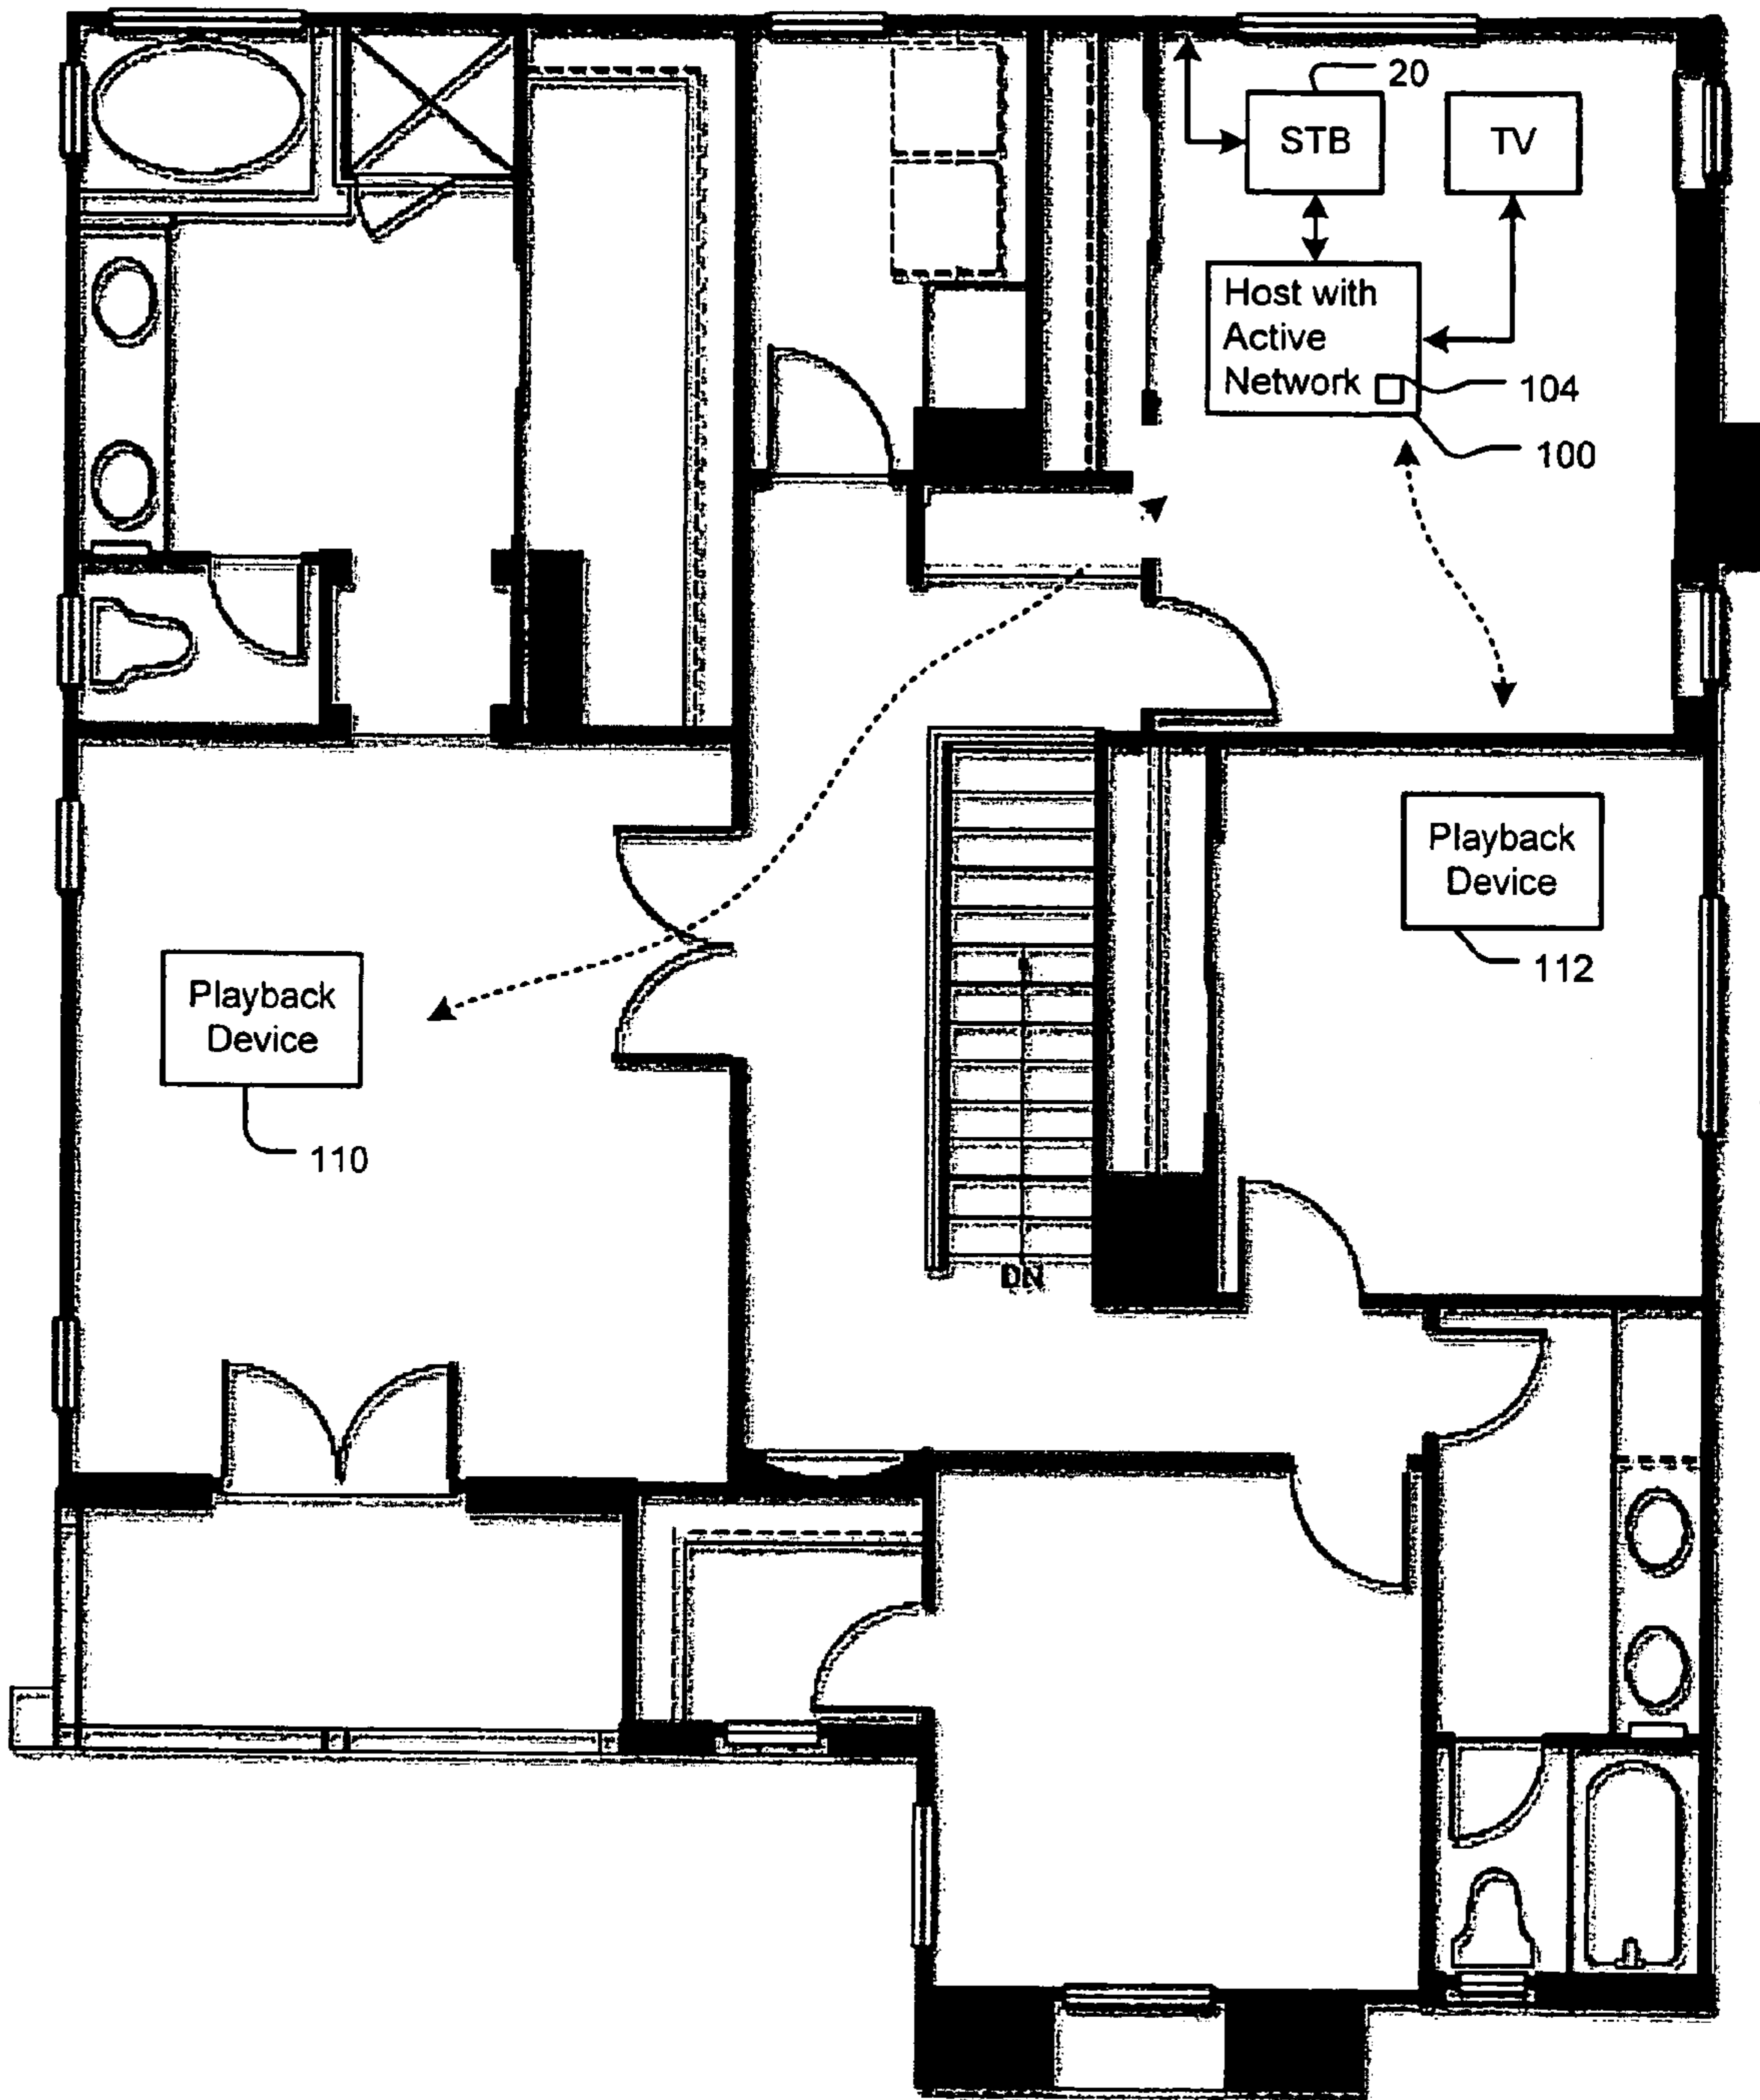 20
STB
TV
Host with
Active
Network
104
100
Playback
Device
112
Playback
Device
110
DN